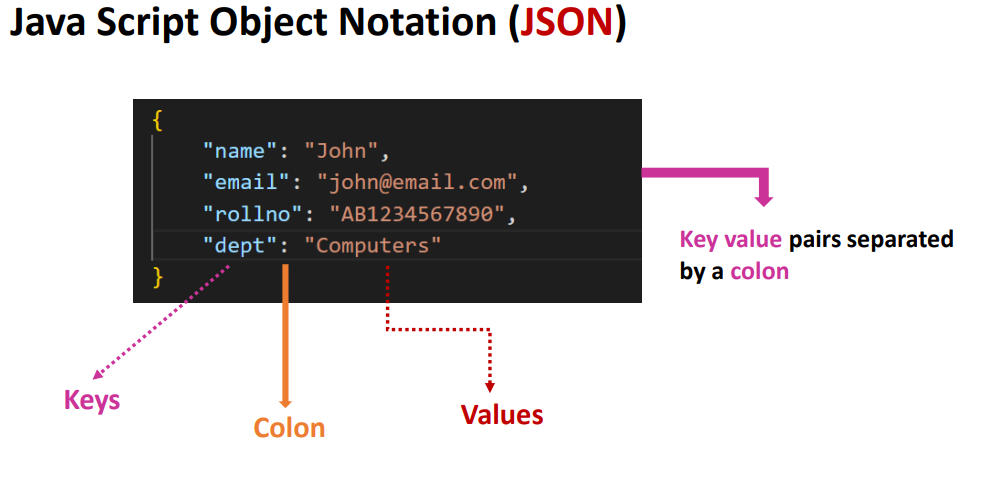 Java Script Object Notation (JSON)
{
"name": "John",
"email": "john@email.com",
"rollno": "AB1234567890",
"dept": "Computers"
}
Key value pairs separated
by a colon
Keys
Colon
Values